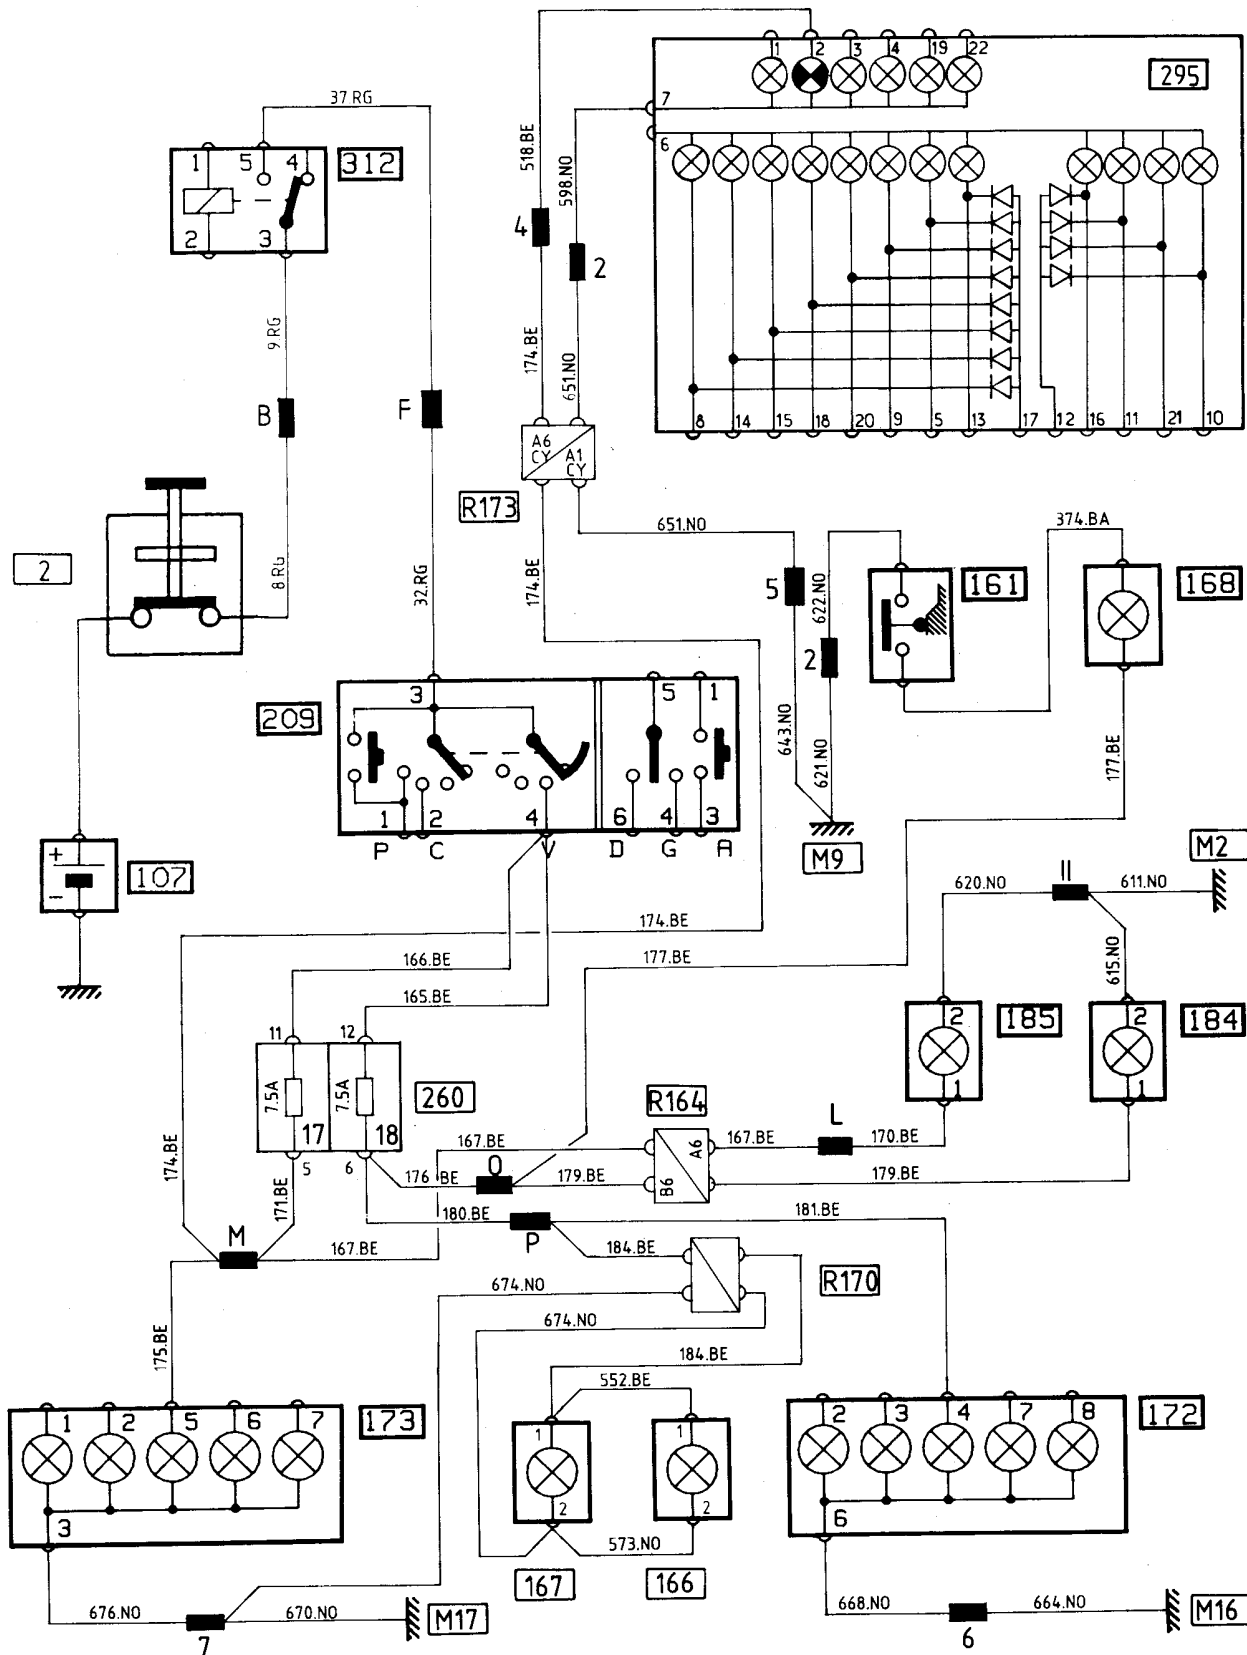 1 2 3 4 19 22
295
7
6
37.RG
518.BE
598.NO
1 5 4
312
2 3
4
2
9.RG
174.BE
651.NO
B
F
8 14 15 18 20 9 5 13 17 12 16 11 21 10
A6
CY
A1
CY
R173
651.NO
374.BA
2
8.RG
32.RG
174.BE
5
622.NO
161
168
2
3
5 1
209
643.NO
621.NO
177.BE
1 2 4 6 4 3
P C V D G A
M9
M2
+
-
107
II
620.NO
611.NO
174.BE
166.BE
177.BE
615.NO
165.BE
2
185
2
184
11
12
7.5A
7.5A
260
R164
1
1
17
18
5
6
167.BE
A6
B6
167.BE
L
170.BE
174.BE
171.BE
176.BE
O
179.BE
179.BE
180.BE
P
181.BE
M
167.BE
184.BE
R170
674.NO
674.NO
175.BE
184.BE
552.BE
1 2 5 6 7
173
1
1
2 3 4 7 8
172
3
2
2
6
573.NO
167
166
676.NO
670.NO
M17
7
668.NO
664.NO
M16
6